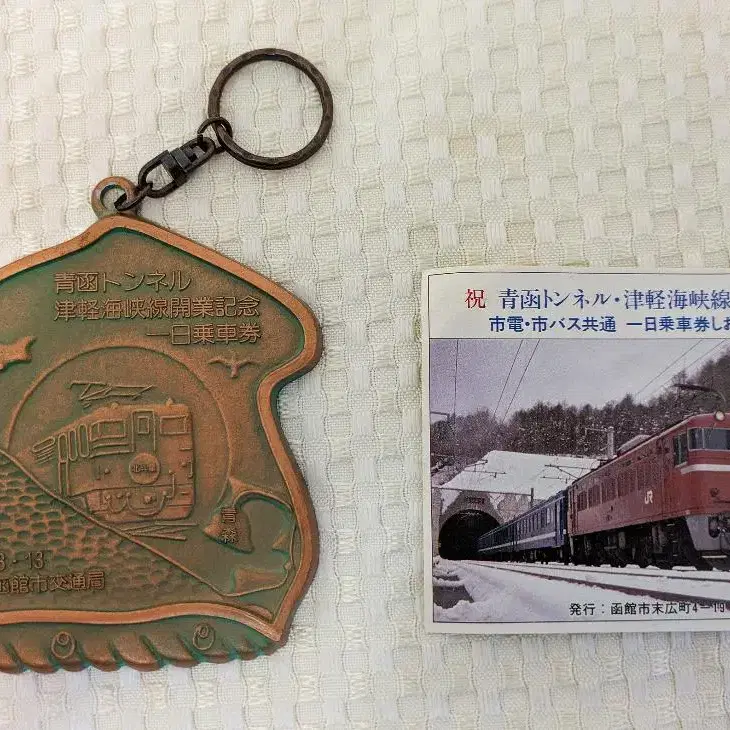 青函トンネル
津軽海峡線開業記念
一日乗車券
青森
3・13
函館市交通局
祝 青函トンネル・津軽海峡線
市電・市バス共通 一日乗車券しお
JR
発行：函館市末広町4-19